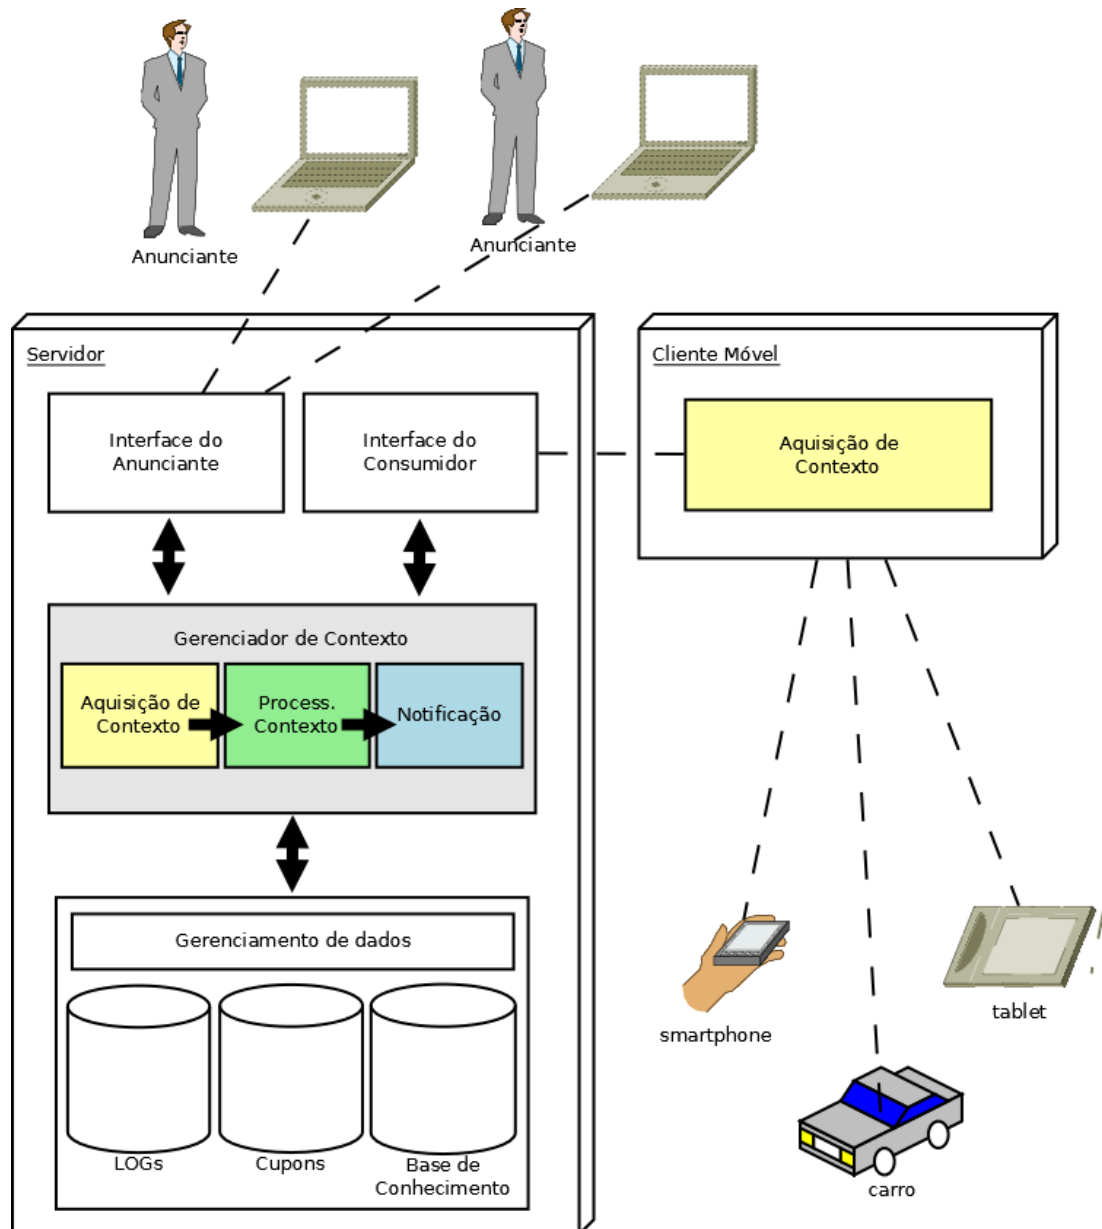 Anunciante
Anunciante
Servidor
Cliente Móvel
Interface do
Anunciante
Interface do
Consumidor
Aquisição de
Contexto
Gerenciador de Contexto
Aquisição de
Contexto
Process.
Contexto
Notificação
Gerenciamento de dados
LOGs
Cupons
Base de
Conhecimento
smartphone
tablet
carro